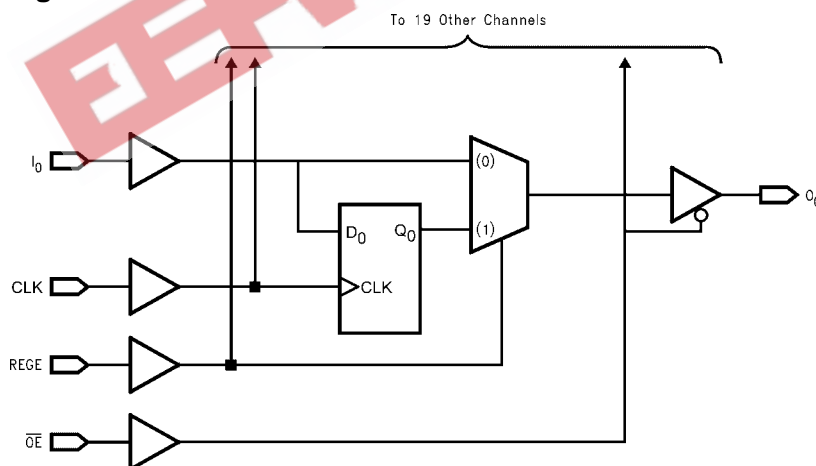 To 19 Other Channels
I0
(0)
D0 Q0
(1)
O0
CLK
CLK
REGE
OE